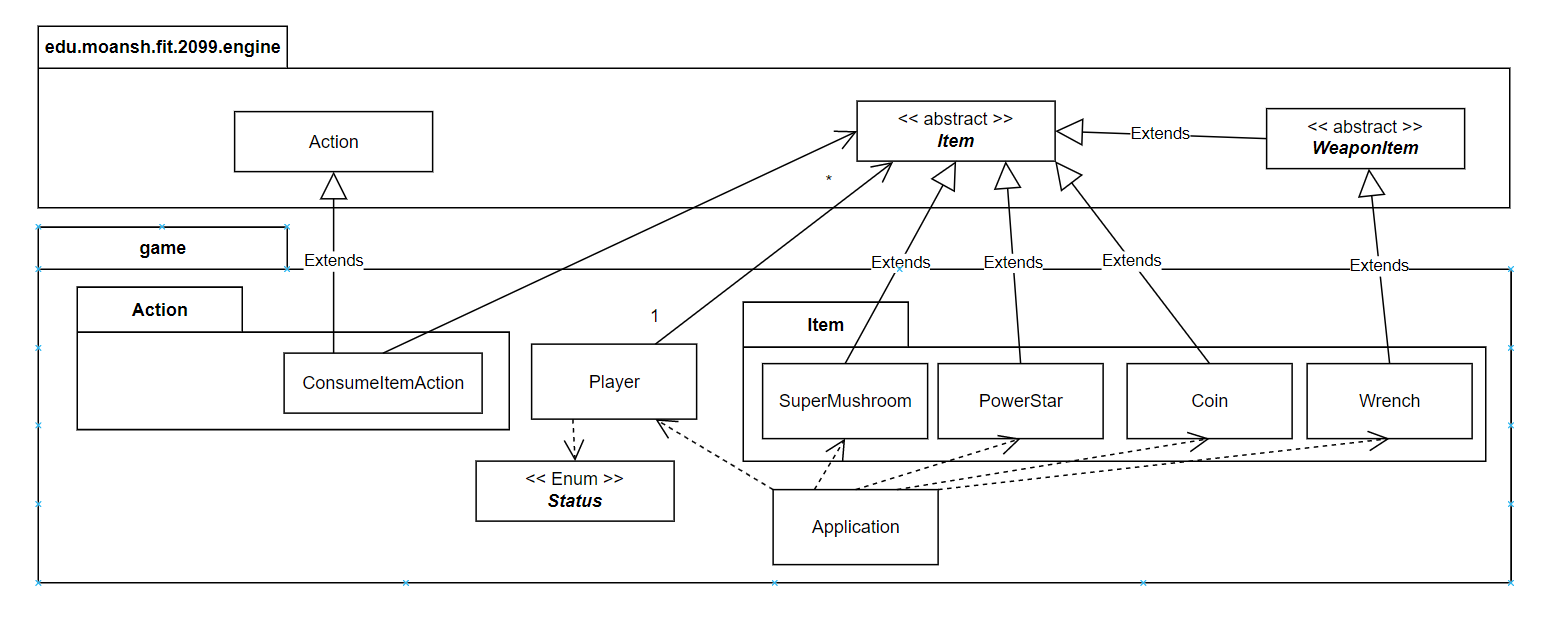 edu.moansh.fit.2099.engine
Action
<< abstract >>
Item
Extends
<< abstract >>
WeaponItem
*
game
Extends
Extends
Extends
Extends
Extends
Action
ConsumeItemAction
1
Player
Item
SuperMushroom
PowerStar
Coin
Wrench
<< Enum >>
Status
Application